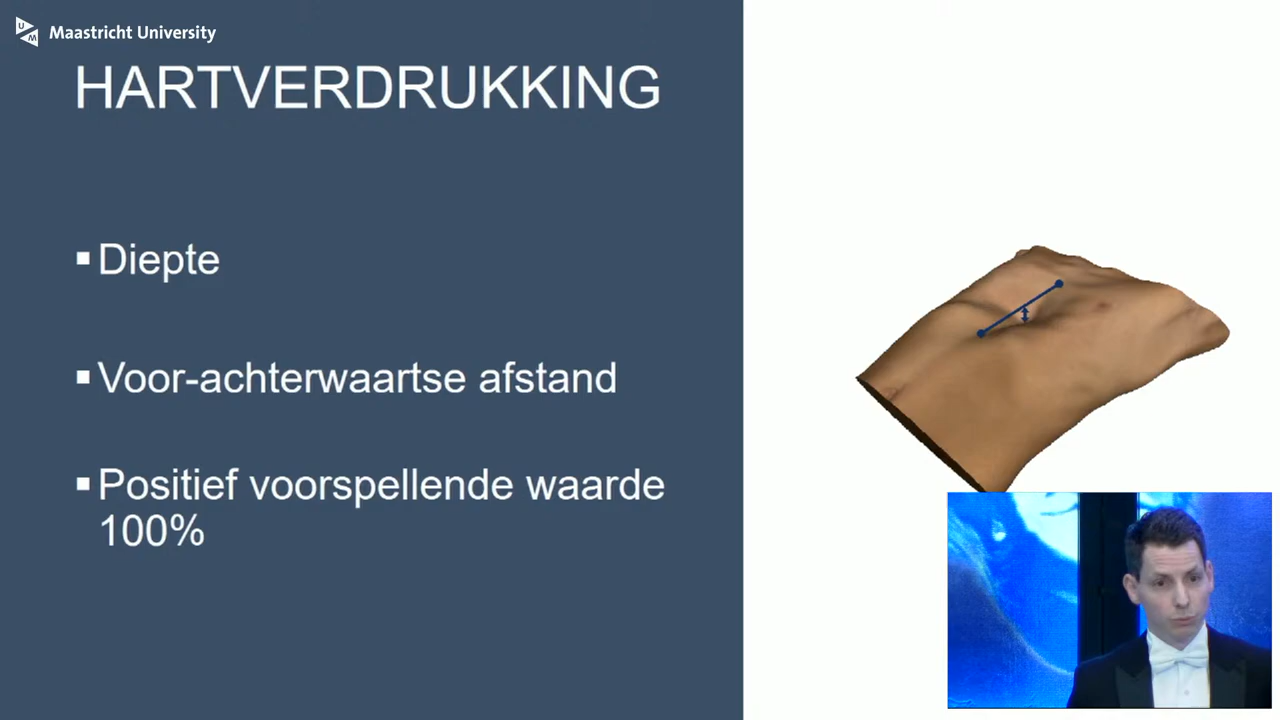 Maastricht University
HARTVERDRUKKING
▪ Diepte
▪ Voor-achterwaartse afstand
▪ Positief voorspellende waarde
100%